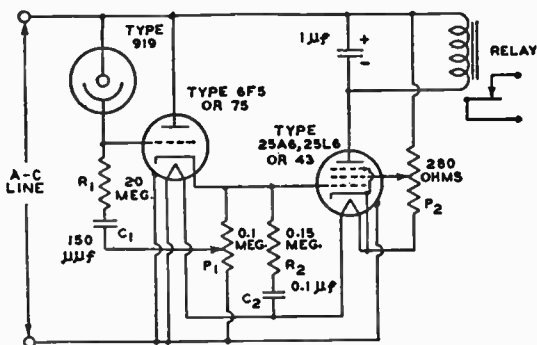 TYPE
919
TYPE 6F5
OR 75
1 μf
+
-
RELAY
TYPE
25A6, 25L6
OR 43
A-C
LINE
R1
20
MEG.
C1
150
μμf
0.1
MEG.
P1
0.15
MEG.
R2
C2
0.1 μf
280
OHMS
P2